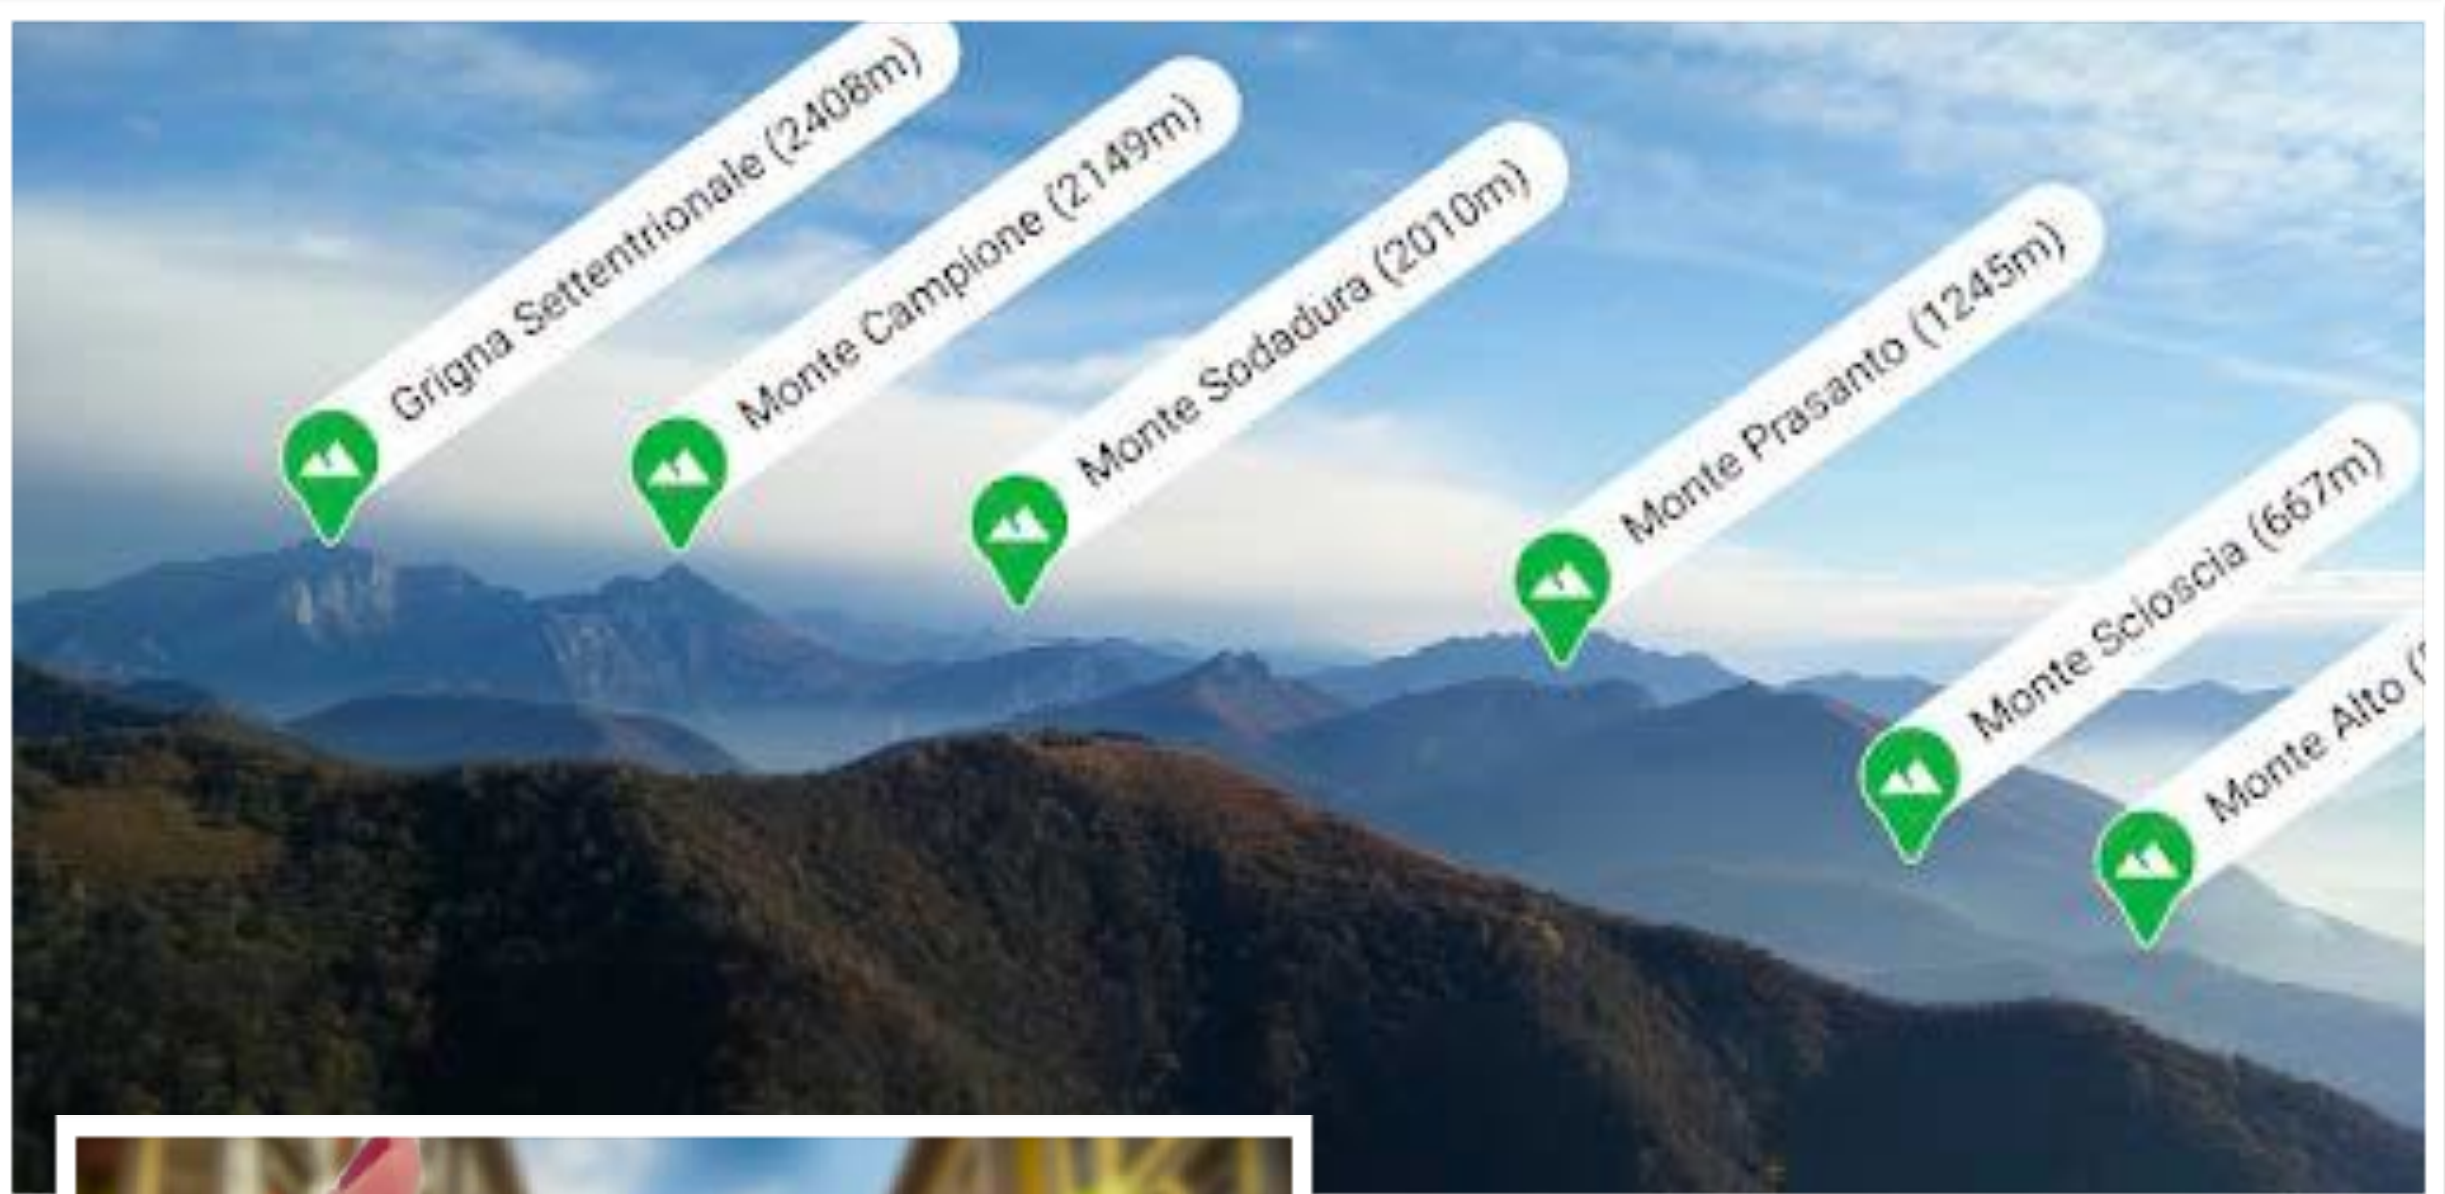 Grigna Settentrionale (2408m)
Monte Campione (2149m)
Monte Sodadura (2010m)
Monte Prasanto (1245m)
Monte Scioscia (667m)
Monte Alto (